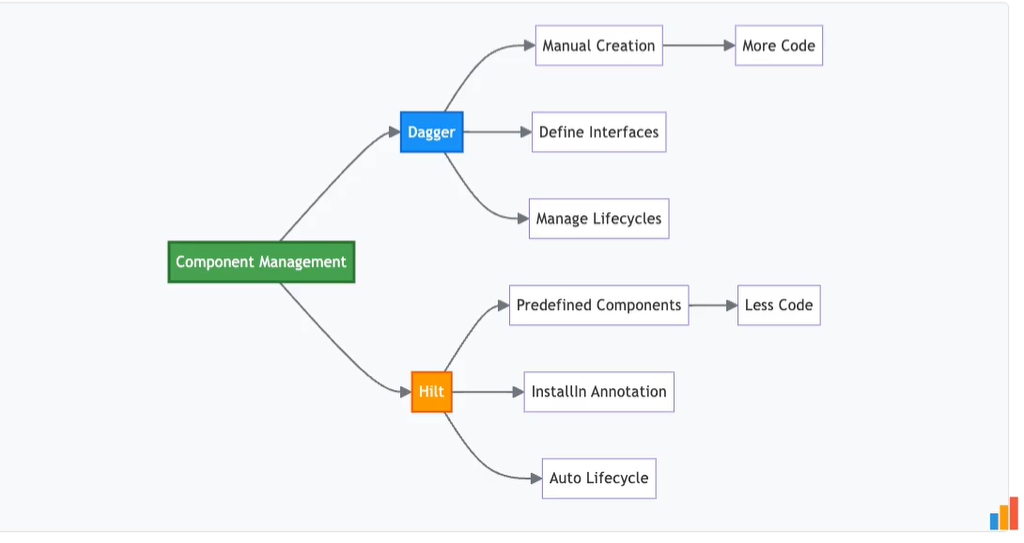 Manual Creation
More Code
Dagger
Define Interfaces
Manage Lifecycles
Component Management
Predefined Components
Less Code
Hilt
InstallIn Annotation
Auto Lifecycle